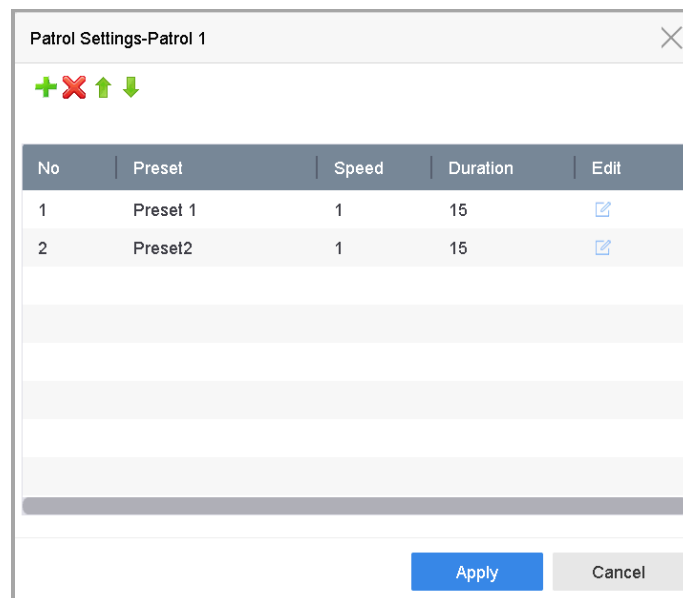 Patrol Settings-Patrol 1
No Preset Speed Duration Edit
1 Preset 1 1 15
2 Preset2 1 15
Apply Cancel